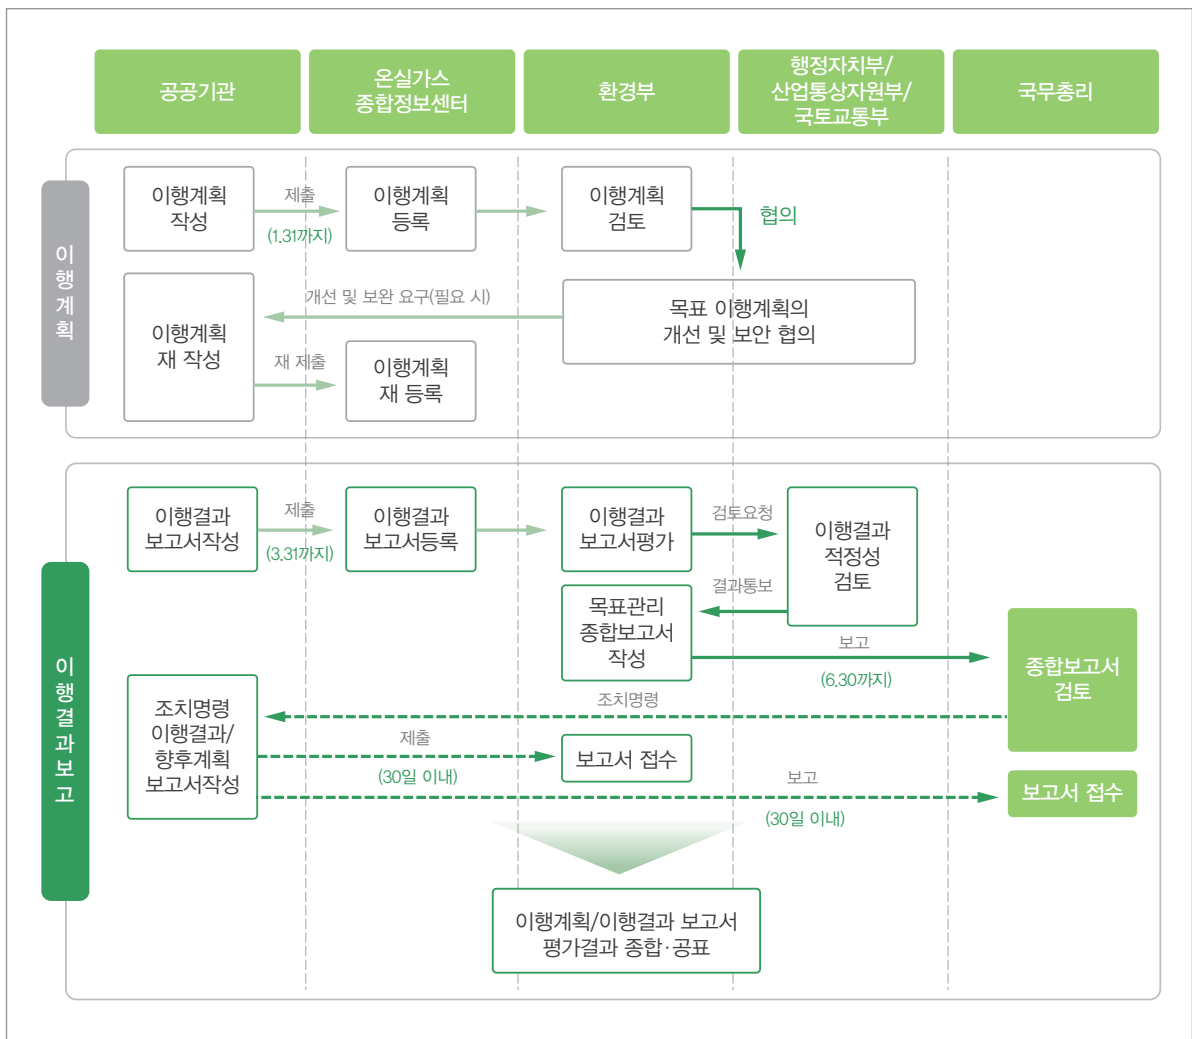 공공기관
온실가스
종합정보센터
환경부
행정자치부/
산업통상자원부/
국토교통부
국무총리
이행계획
이행계획
작성
제출
(1.31까지)
이행계획
등록
이행계획
검토
협의
목표 이행계획의
개선 및 보안 협의
개선 및 보완 요구(필요 시)
이행계획
재 작성
재 제출
이행계획
재 등록
이행결과보고
이행결과
보고서작성
제출
(3.31까지)
이행결과
보고서등록
이행결과
보고서평가
검토요청
이행결과
적정성
검토
결과통보
목표관리
종합보고서
작성
보고
(6.30까지)
종합보고서
검토
조치명령
조치명령
이행결과/
향후계획
보고서작성
제출
(30일 이내)
보고서 접수
보고
(30일 이내)
보고서 접수
이행계획/이행결과 보고서
평가결과 종합·공표